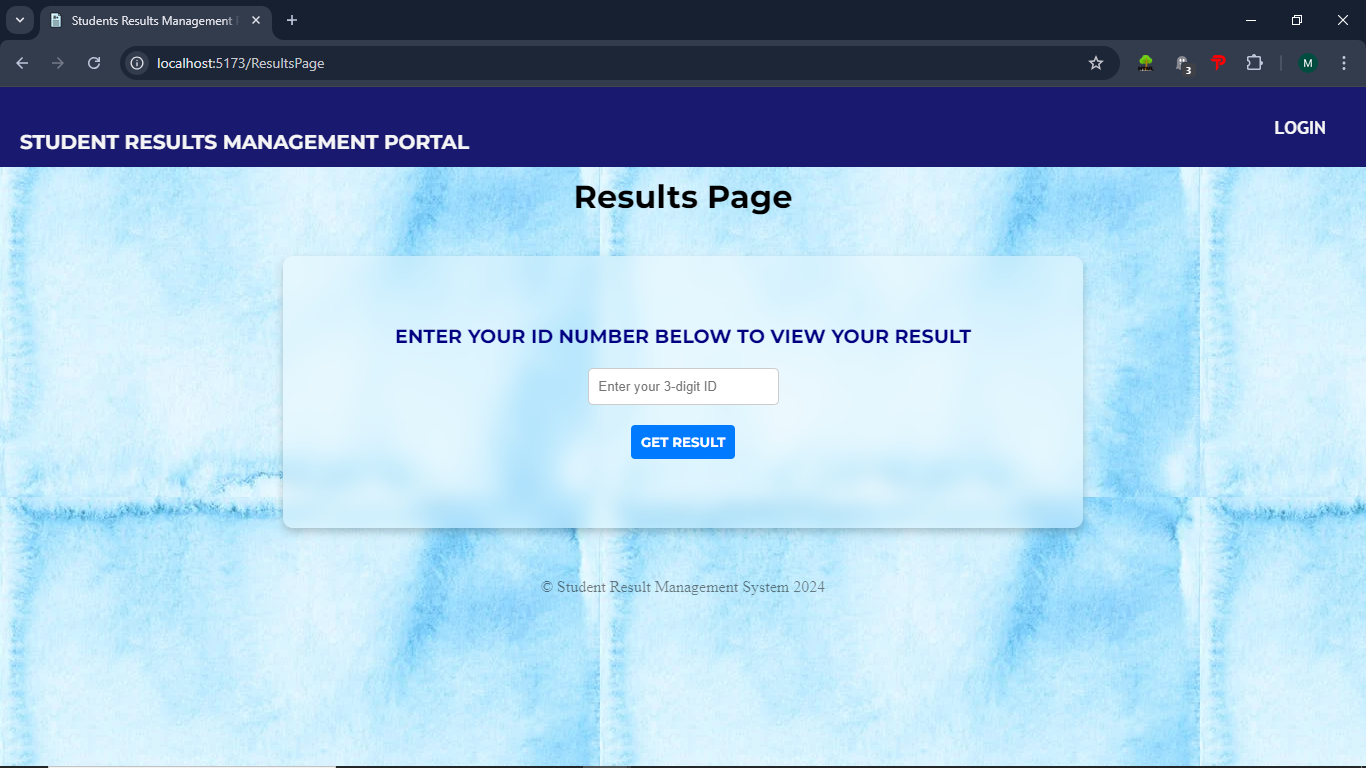 Students Results Management
localhost:5173/ResultsPage
3
M
STUDENT RESULTS MANAGEMENT PORTAL
LOGIN
Results Page
ENTER YOUR ID NUMBER BELOW TO VIEW YOUR RESULT
Enter your 3-digit ID
GET RESULT
© Student Result Management System 2024